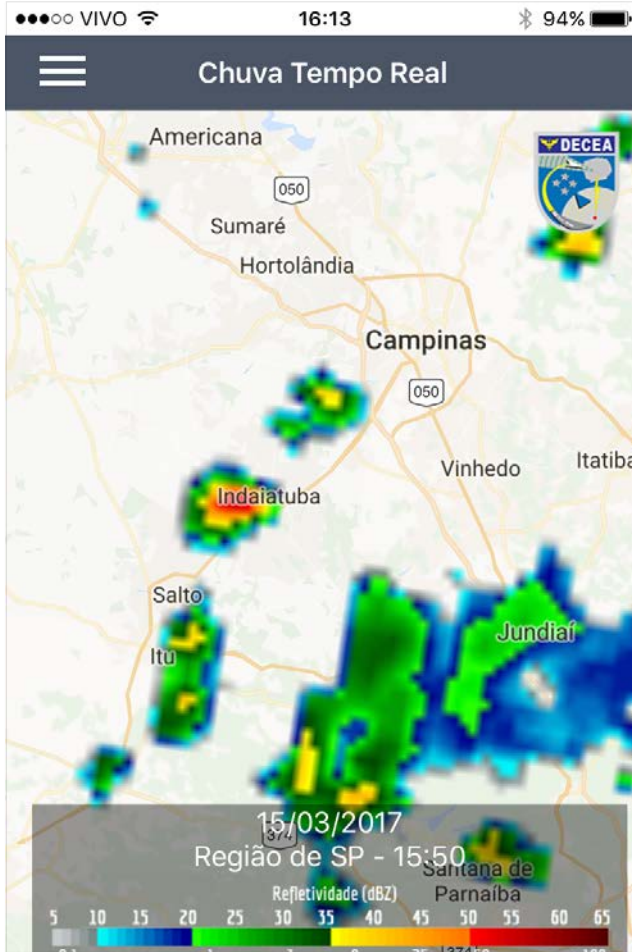 VIVO 16:13 94%
Chuva Tempo Real
Americana
DECEA
050
Sumaré
Hortolândia
Campinas
050
Vinhedo
Itatiba
Indaiatuba
Salto
Jundiaí
Itu
15/03/2017
374
Região de SP - 15:50
Santana de
Parnaíba
Refletividade (dBZ)
5 10 15 20 25 30 35 40 45 50 55 60 65
374